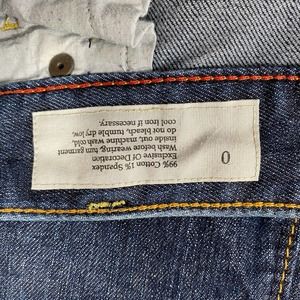 99% Cotton 1% Spandex
Exclusive Of Decoration
Wash before wearing, turn garment
inside out, machine wash cold,
do not bleach, tumble dry low,
cool iron if necessary.
0